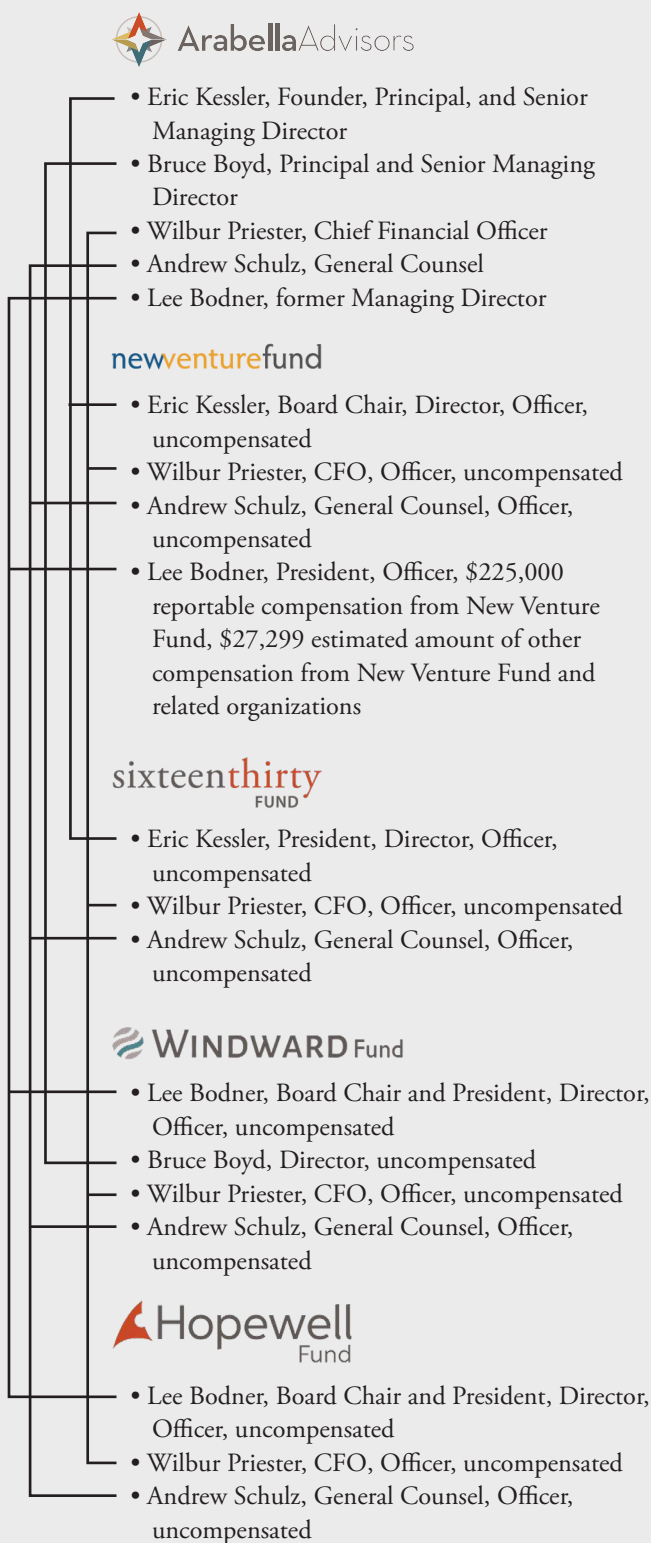 ArabellaAdvisors
• Eric Kessler, Founder, Principal, and Senior
Managing Director
• Bruce Boyd, Principal and Senior Managing
Director
• Wilbur Priester, Chief Financial Officer
• Andrew Schulz, General Counsel
• Lee Bodner, former Managing Director
newventurefund
• Eric Kessler, Board Chair, Director, Officer,
uncompensated
• Wilbur Priester, CFO, Officer, uncompensated
• Andrew Schulz, General Counsel, Officer,
uncompensated
• Lee Bodner, President, Officer, $225,000
reportable compensation from New Venture
Fund, $27,299 estimated amount of other
compensation from New Venture Fund and
related organizations
sixteenthirty
FUND
• Eric Kessler, President, Director, Officer,
uncompensated
• Wilbur Priester, CFO, Officer, uncompensated
• Andrew Schulz, General Counsel, Officer,
uncompensated
WINDWARD Fund
• Lee Bodner, Board Chair and President, Director,
Officer, uncompensated
• Bruce Boyd, Director, uncompensated
• Wilbur Priester, CFO, Officer, uncompensated
• Andrew Schulz, General Counsel, Officer,
uncompensated
Hopewell
Fund
• Lee Bodner, Board Chair and President, Director,
Officer, uncompensated
• Wilbur Priester, CFO, Officer, uncompensated
• Andrew Schulz, General Counsel, Officer,
uncompensated